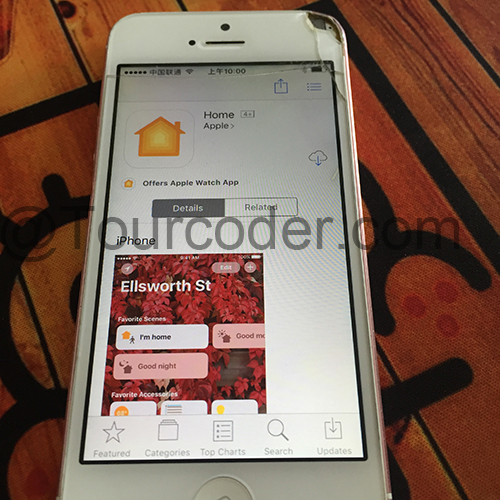 中国联通 上午10:00
Home 4+
Apple >
Offers Apple Watch App
Details Related
@Tourcoder.com
iPhone
9:41 AM 100%
Edit
Ellsworth St
Favorite Scenes
I'm home
Good night
Favorite Accessories
Featured Categories Top Charts Search Updates